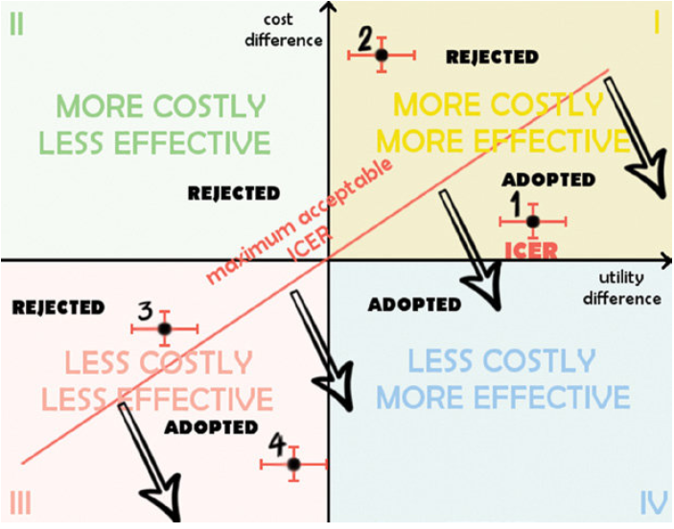 II
cost
difference
I
2
REJECTED
MORE COSTLY
LESS EFFECTIVE
MORE COSTLY
MORE EFFECTIVE
REJECTED
maximum acceptable
ICER
ADOPTED
1
ICER
utility
difference
REJECTED
3
ADOPTED
LESS COSTLY
LESS EFFECTIVE
LESS COSTLY
MORE EFFECTIVE
ADOPTED
4
III
IV